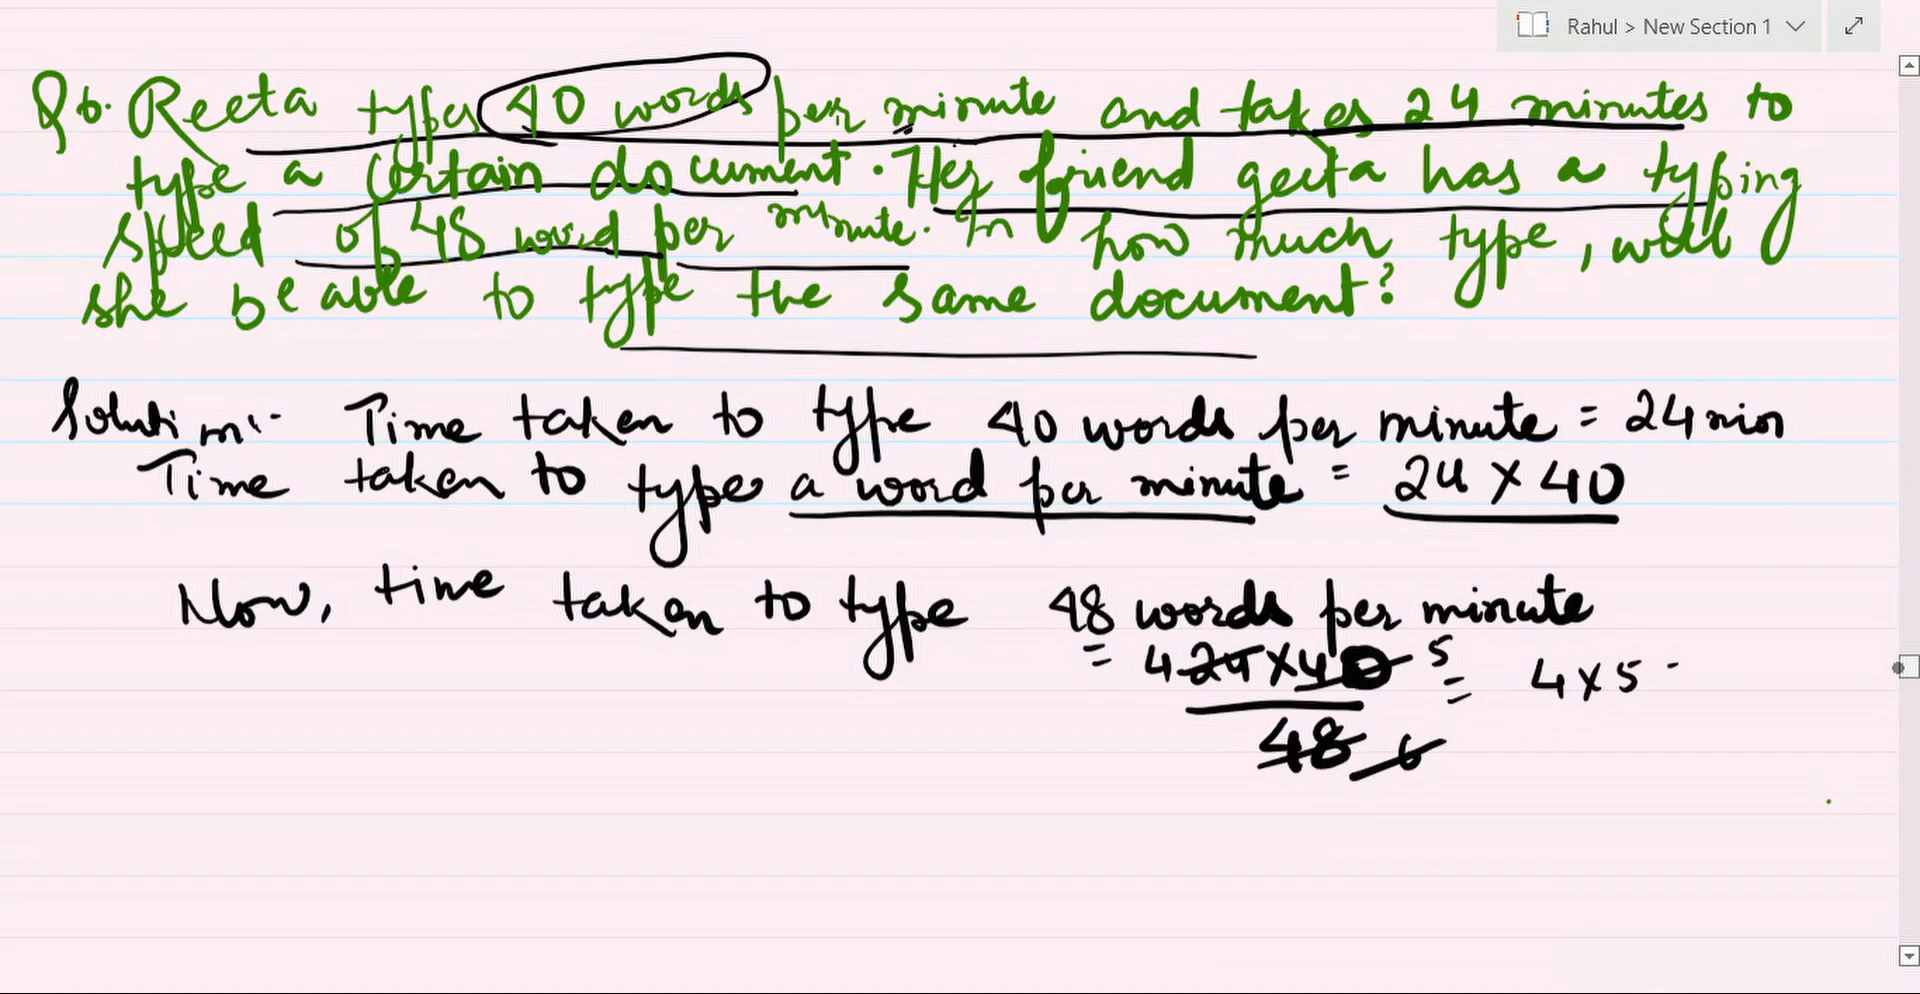 Rahul > New Section 1
Q6. Reeta types 40 words per minute and takes 24 minutes to
type a certain document. Her friend geeta has a typing
speed of 48 word per minute. In how much type, will
she be able to type the same document?
Solution:- Time taken to type 40 words per minute = 24 min
Time taken to type a word per minute = 24 X 40
Now, time taken to type 48 words per minute
= 4 24 X 40 5 = 4 X 5 -
48 6